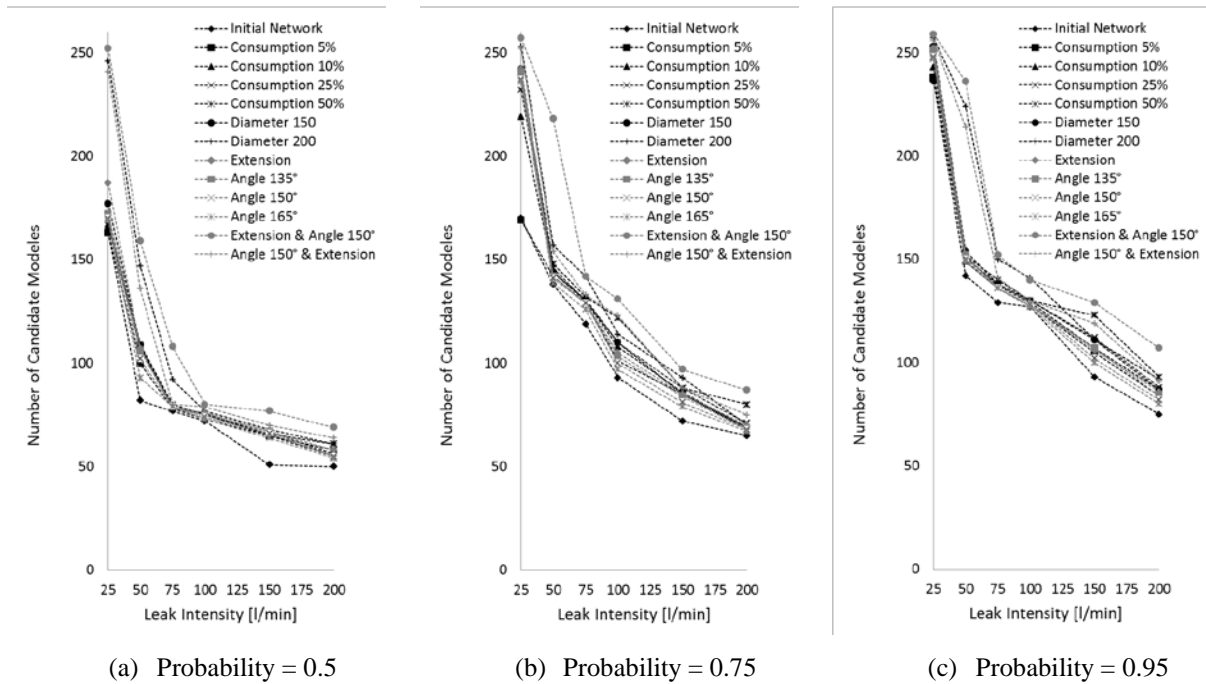 Number of Candidate Modeles
250
200
150
100
50
0
Initial Network
Consumption 5%
Consumption 10%
Consumption 25%
Consumption 50%
Diameter 150
Diameter 200
Extension
Angle 135°
Angle 150°
Angle 165°
Extension & Angle 150°
Angle 150° & Extension
25 50 75 100 125 150 175 200
Leak Intensity [l/min]
(a) Probability = 0.5
Number of Candidate Modeles
250
200
150
100
50
0
Initial Network
Consumption 5%
Consumption 10%
Consumption 25%
Consumption 50%
Diameter 150
Diameter 200
Extension
Angle 135°
Angle 150°
Angle 165°
Extension & Angle 150°
Angle 150° & Extension
25 50 75 100 125 150 175 200
Leak Intensity [l/min]
(b) Probability = 0.75
Number of Candidate Modeles
250
200
150
100
50
0
Initial Network
Consumption 5%
Consumption 10%
Consumption 25%
Consumption 50%
Diameter 150
Diameter 200
Extension
Angle 135°
Angle 150°
Angle 165°
Extension & Angle 150°
Angle 150° & Extension
25 50 75 100 125 150 175 200
Leak Intensity [l/min]
(c) Probability = 0.95